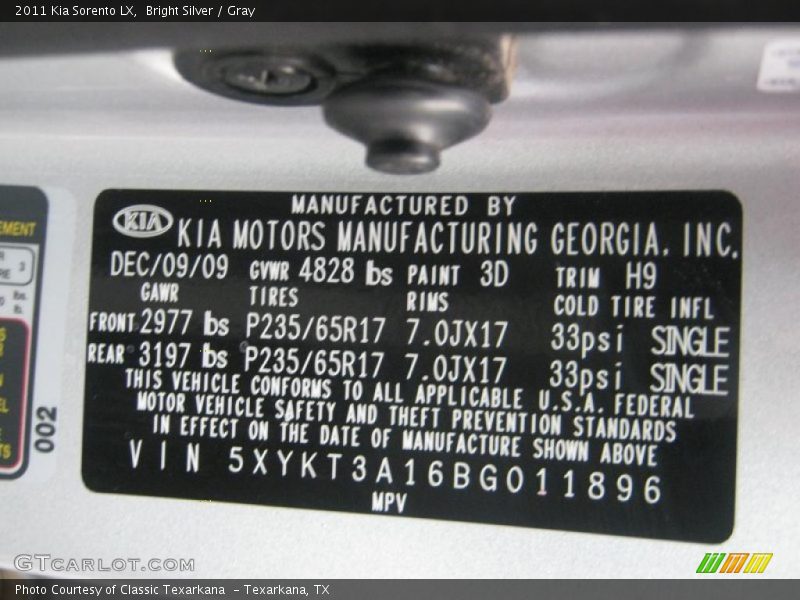 2011 Kia Sorento LX, Bright Silver / Gray
MANUFACTURED BY
KIA KIA MOTORS MANUFACTURING GEORGIA. INC.
DEC/09/09 GVWR 4828 lbs PAINT 3D TRIM H9
GAWR TIRES RIMS COLD TIRE INFL
FRONT 2977 lbs P235/65R17 7.0JX17 33psi SINGLE
REAR 3197 lbs P235/65R17 7.0JX17 33psi SINGLE
THIS VEHICLE CONFORMS TO ALL APPLICABLE U.S.A. FEDERAL
MOTOR VEHICLE SAFETY AND THEFT PREVENTION STANDARDS
IN EFFECT ON THE DATE OF MANUFACTURE SHOWN ABOVE
VIN 5XYKT3A16BG011896
MPV
002
GTCARLOT.COM
Photo Courtesy of Classic Texarkana - Texarkana, TX